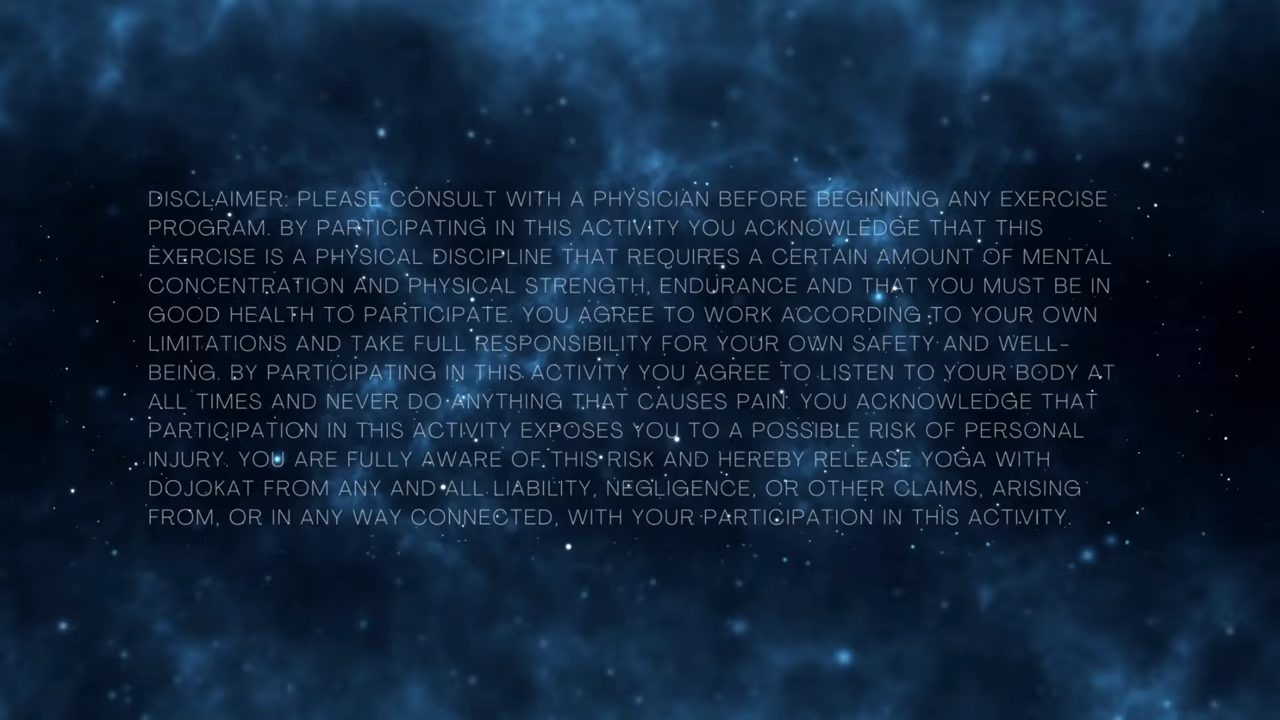 DISCLAIMER: PLEASE CONSULT WITH A PHYSICIAN BEFORE BEGINNING ANY EXERCISE
PROGRAM. BY PARTICIPATING IN THIS ACTIVITY YOU ACKNOWLEDGE THAT THIS
EXERCISE IS A PHYSICAL DISCIPLINE THAT REQUIRES A CERTAIN AMOUNT OF MENTAL
CONCENTRATION AND PHYSICAL STRENGTH, ENDURANCE AND THAT YOU MUST BE IN
GOOD HEALTH TO PARTICIPATE. YOU AGREE TO WORK ACCORDING TO YOUR OWN
LIMITATIONS AND TAKE FULL RESPONSIBILITY FOR YOUR OWN SAFETY AND WELL-
BEING. BY PARTICIPATING IN THIS ACTIVITY YOU AGREE TO LISTEN TO YOUR BODY AT
ALL TIMES AND NEVER DO ANYTHING THAT CAUSES PAIN. YOU ACKNOWLEDGE THAT
PARTICIPATION IN THIS ACTIVITY EXPOSES YOU TO A POSSIBLE RISK OF PERSONAL
INJURY. YOU ARE FULLY AWARE OF THIS RISK AND HEREBY RELEASE YOGA WITH
DOJOKAT FROM ANY AND ALL LIABILITY, NEGLIGENCE, OR OTHER CLAIMS, ARISING
FROM, OR IN ANY WAY CONNECTED, WITH YOUR PARTICIPATION IN THIS ACTIVITY.